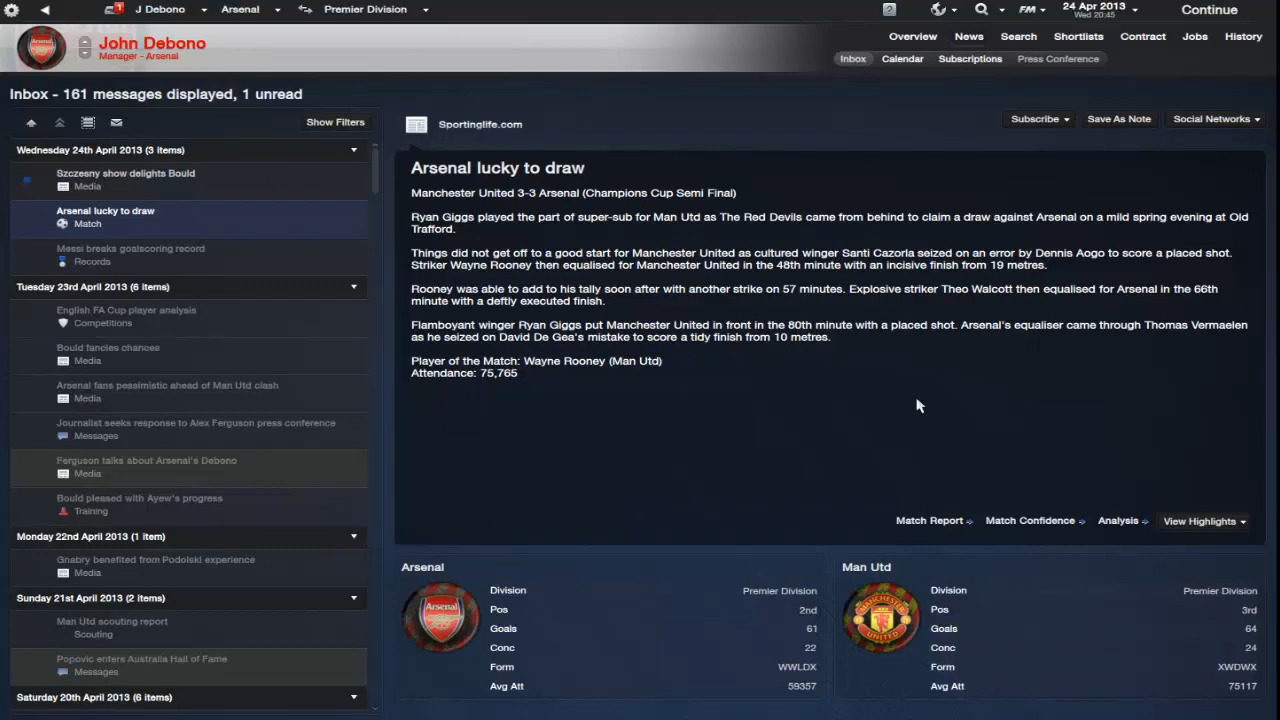 J Debono
Arsenal
Premier Division
FM
24 Apr 2013
Wed 20:45
Continue
John Debono
Manager - Arsenal
Overview
News
Search
Shortlists
Contract
Jobs
History
Inbox
Calendar
Subscriptions
Press Conference
Inbox - 161 messages displayed, 1 unread
Show Filters
Wednesday 24th April 2013 (3 items)
Szczesny show delights Bould
Media
Arsenal lucky to draw
Match
Messi breaks goalscoring record
Records
Tuesday 23rd April 2013 (6 items)
English FA Cup player analysis
Competitions
Bould fancies chances
Media
Arsenal fans pessimistic ahead of Man Utd clash
Media
Journalist seeks response to Alex Ferguson press conference
Messages
Ferguson talks about Arsenal's Debono
Media
Bould pleased with Ayew's progress
Training
Monday 22nd April 2013 (1 item)
Gnabry benefited from Podolski experience
Media
Sunday 21st April 2013 (2 items)
Man Utd scouting report
Scouting
Popovic enters Australia Hall of Fame
Messages
Saturday 20th April 2013 (6 items)
Sportinglife.com
Subscribe
Save As Note
Social Networks
Arsenal lucky to draw
Manchester United 3-3 Arsenal (Champions Cup Semi Final)
Ryan Giggs played the part of super-sub for Man Utd as The Red Devils came from behind to claim a draw against Arsenal on a mild spring evening at Old
Trafford.
Things did not get off to a good start for Manchester United as cultured winger Santi Cazorla seized on an error by Dennis Aogo to score a placed shot.
Striker Wayne Rooney then equalised for Manchester United in the 48th minute with an incisive finish from 19 metres.
Rooney was able to add to his tally soon after with another strike on 57 minutes. Explosive striker Theo Walcott then equalised for Arsenal in the 66th
minute with a deftly executed finish.
Flamboyant winger Ryan Giggs put Manchester United in front in the 80th minute with a placed shot. Arsenal's equaliser came through Thomas Vermaelen
as he seized on David De Gea's mistake to score a tidy finish from 10 metres.
Player of the Match: Wayne Rooney (Man Utd)
Attendance: 75,765
Match Report
Match Confidence
Analysis
View Highlights
Arsenal
Division Premier Division
Pos 2nd
Goals 61
Conc 22
Form WWLDX
Avg Att 59357
Man Utd
Division Premier Division
Pos 3rd
Goals 64
Conc 24
Form XWDWX
Avg Att 75117